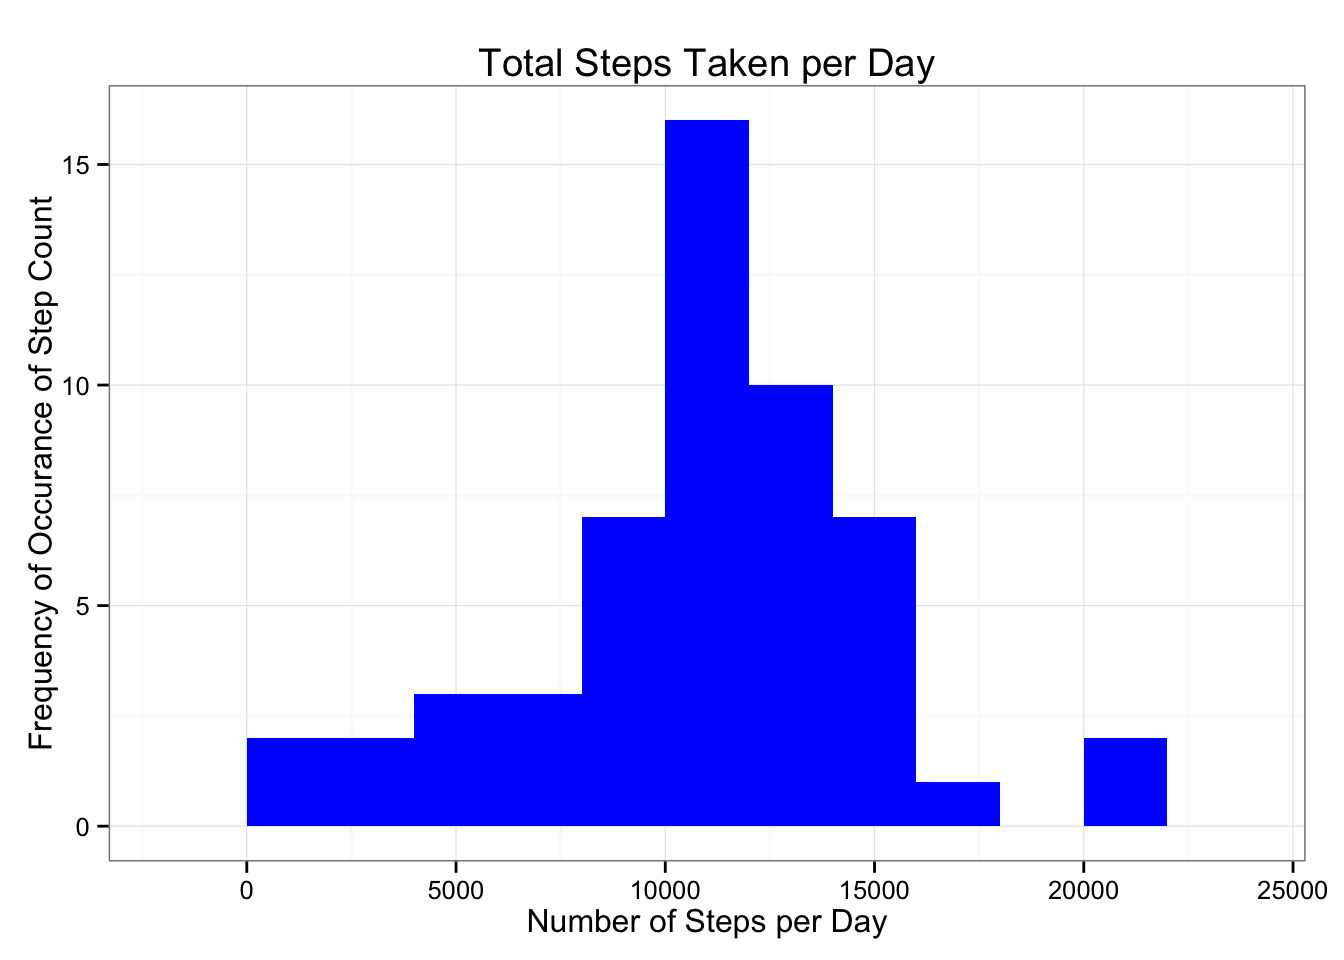 Total Steps Taken per Day
Frequency of Occurance of Step Count
15
10
5
0
0 5000 10000 15000 20000 25000
Number of Steps per Day